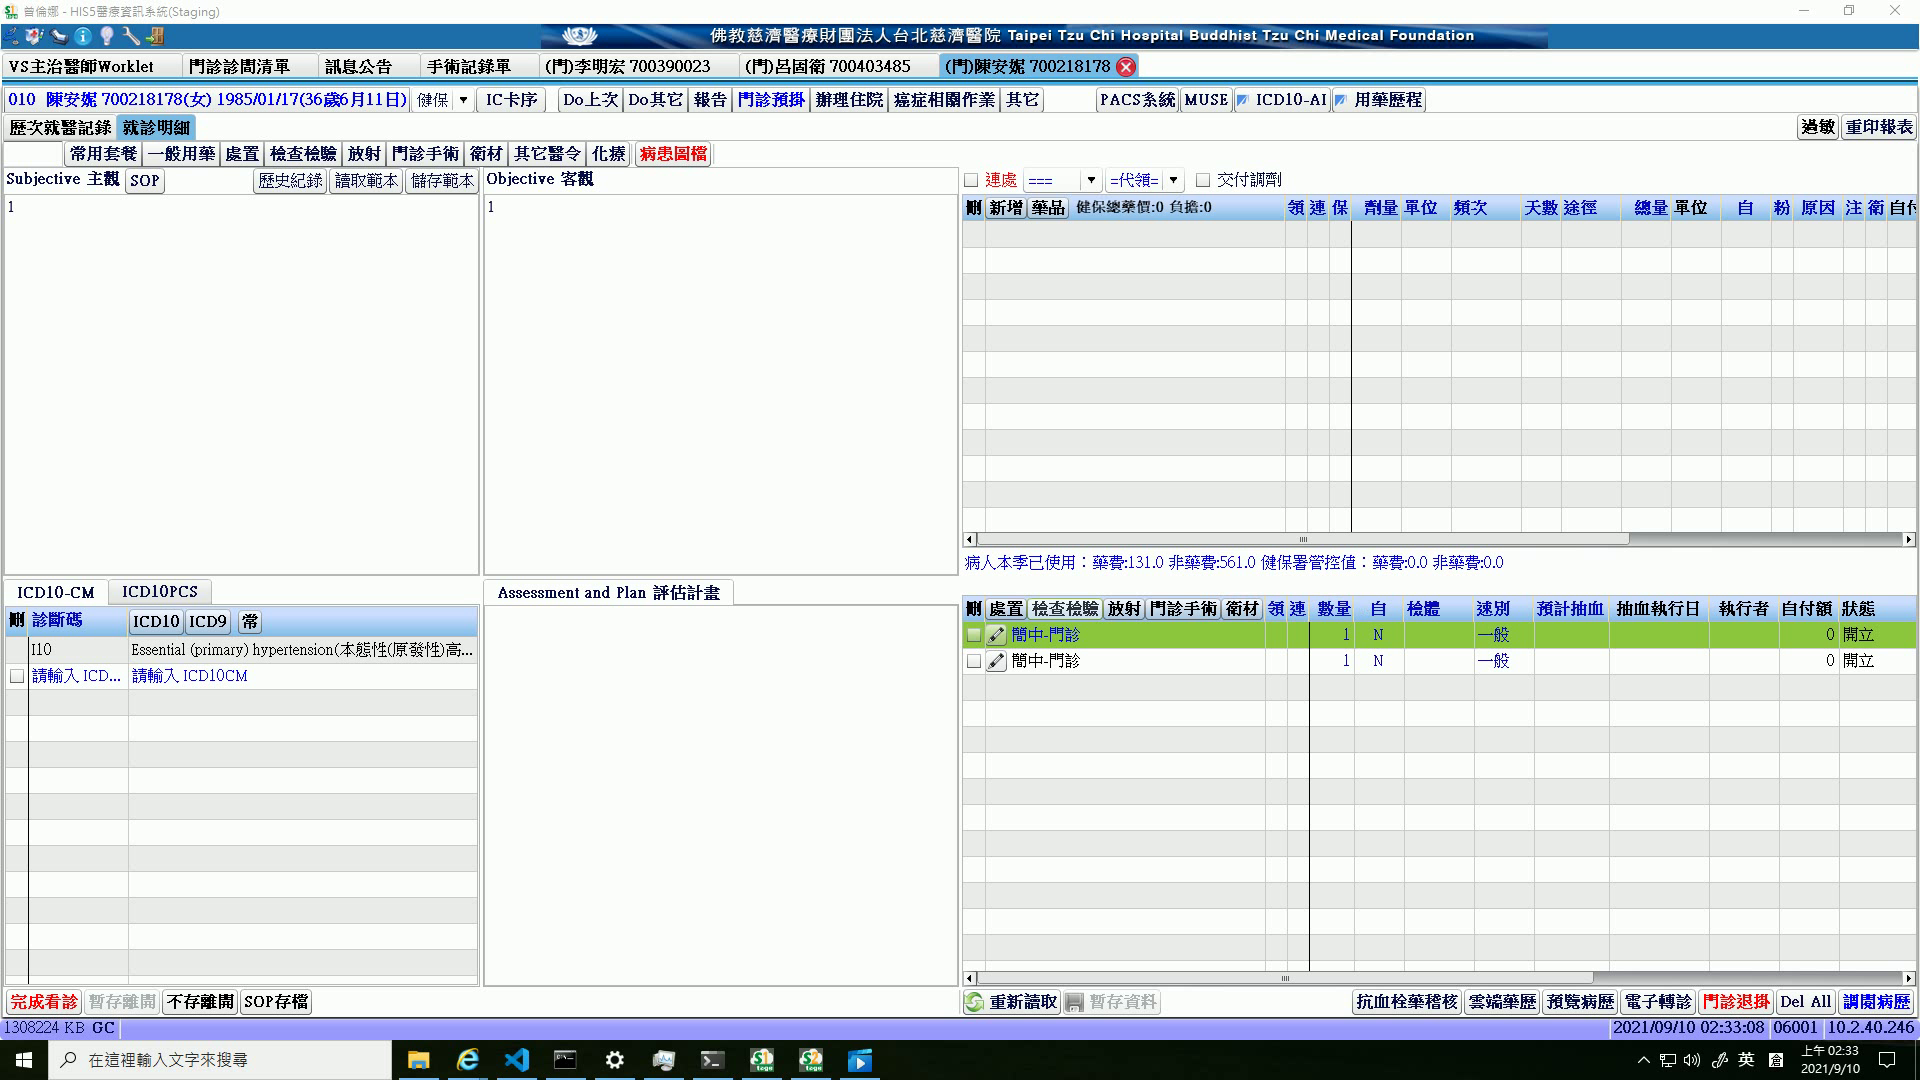 曾倫娜 - HIS5醫療資訊系統(Staging)
佛教慈濟醫療財團法人台北慈濟醫院 Taipei Tzu Chi Hospital Buddhist Tzu Chi Medical Foundation
VS主治醫師Worklet 門診診間清單 訊息公告 手術記錄單 (門)李明宏 700390023 (門)呂固衛 700403485 (門)陳安妮 700218178
010 陳安妮 700218178(女) 1985/01/17(36歲6月11日) 健保 IC卡序 Do上次 Do其它 報告 門診預掛 辦理住院 癌症相關作業 其它 PACS系統 MUSE ICD10-AI 用藥歷程
歷次就醫記錄 就診明細 過敏 重印報表
常用套餐 一般用藥 處置 檢查檢驗 放射 門診手術 衛材 其它醫令 化療 病患圖檔
Subjective 主觀 SOP 歷史紀錄 讀取範本 儲存範本 Objective 客觀 連處 === =代領= 交付調劑
1 1
刪 新增 藥品 健保總藥價:0 負擔:0 領 連 保 劑量 單位 頻次 天數 途徑 總量 單位 自 粉 原因 注 衛 自付
病人本季已使用：藥費:131.0 非藥費:561.0 健保署管控值：藥費:0.0 非藥費:0.0
ICD10-CM ICD10PCS Assessment and Plan 評估計畫
刪 診斷碼 ICD10 ICD9 常
I10 Essential (primary) hypertension(本態性(原發性)高...
請輸入 ICD... 請輸入 ICD10CM
刪 處置 檢查檢驗 放射 門診手術 衛材 領 連 數量 自 檢體 速別 預計抽血 抽血執行日 執行者 自付額 狀態
簡中-門診 1 N 一般 0 開立
簡中-門診 1 N 一般 0 開立
完成看診 暫存離開 不存離開 SOP存檔 重新讀取 暫存資料 抗血栓藥稽核 雲端藥歷 預覽病歷 電子轉診 門診退掛 Del All 調閱病歷
1308224 KB GC 2021/09/10 02:33:08 06001 10.2.40.246
在這裡輸入文字來搜尋 英 上午 02:33
2021/9/10